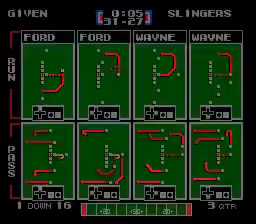 GIVEN 0:05 SLINGERS
31-27
FORD FORD WAYNE WAYNE
RUN
PASS
1 DOWN 16 3 QTR